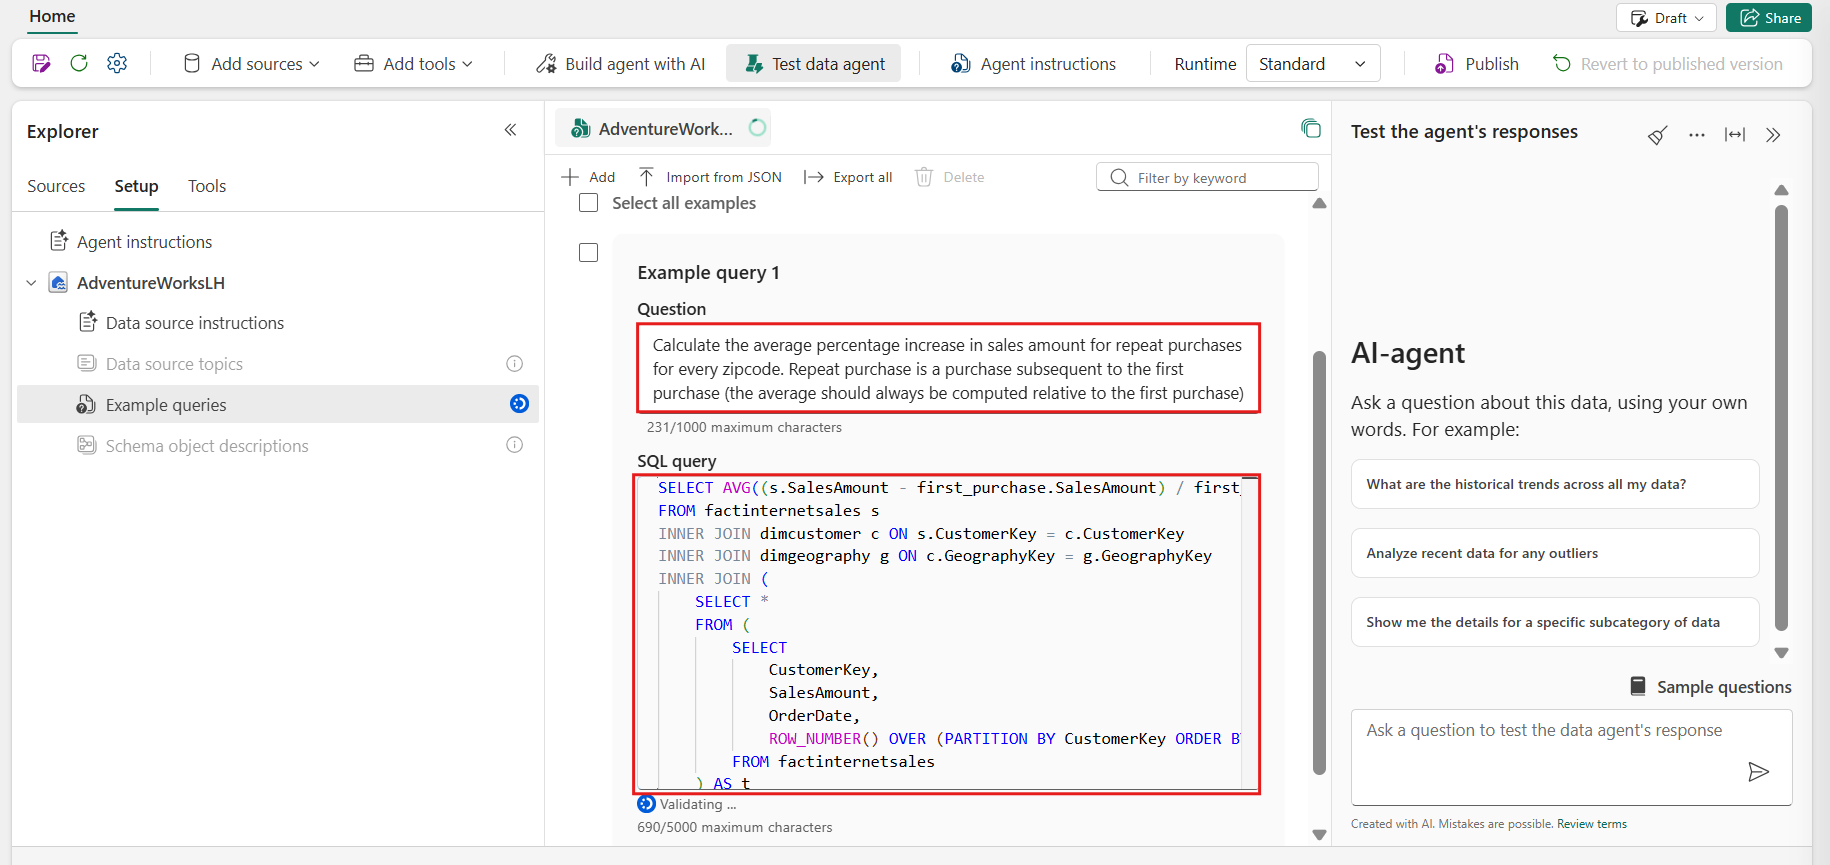 Home
Draft
Share
Add sources
Add tools
Build agent with AI
Test data agent
Agent instructions
Runtime
Standard
Publish
Revert to published version
Explorer
Sources
Setup
Tools
Agent instructions
AdventureWorksLH
Data source instructions
Data source topics
Example queries
Schema object descriptions
AdventureWork...
Add
Import from JSON
Export all
Delete
Filter by keyword
Select all examples
Example query 1
Question
Calculate the average percentage increase in sales amount for repeat purchases
for every zipcode. Repeat purchase is a purchase subsequent to the first
purchase (the average should always be computed relative to the first purchase)
231/1000 maximum characters
SQL query
SELECT AVG((s.SalesAmount - first_purchase.SalesAmount) / first_
FROM factinternetsales s
INNER JOIN dimcustomer c ON s.CustomerKey = c.CustomerKey
INNER JOIN dimgeography g ON c.GeographyKey = g.GeographyKey
INNER JOIN (
SELECT *
FROM (
SELECT
CustomerKey,
SalesAmount,
OrderDate,
ROW_NUMBER() OVER (PARTITION BY CustomerKey ORDER BY
FROM factinternetsales
) AS t
Validating ...
690/5000 maximum characters
Test the agent's responses
AI-agent
Ask a question about this data, using your own
words. For example:
What are the historical trends across all my data?
Analyze recent data for any outliers
Show me the details for a specific subcategory of data
Sample questions
Ask a question to test the data agent's response
Created with AI. Mistakes are possible. Review terms